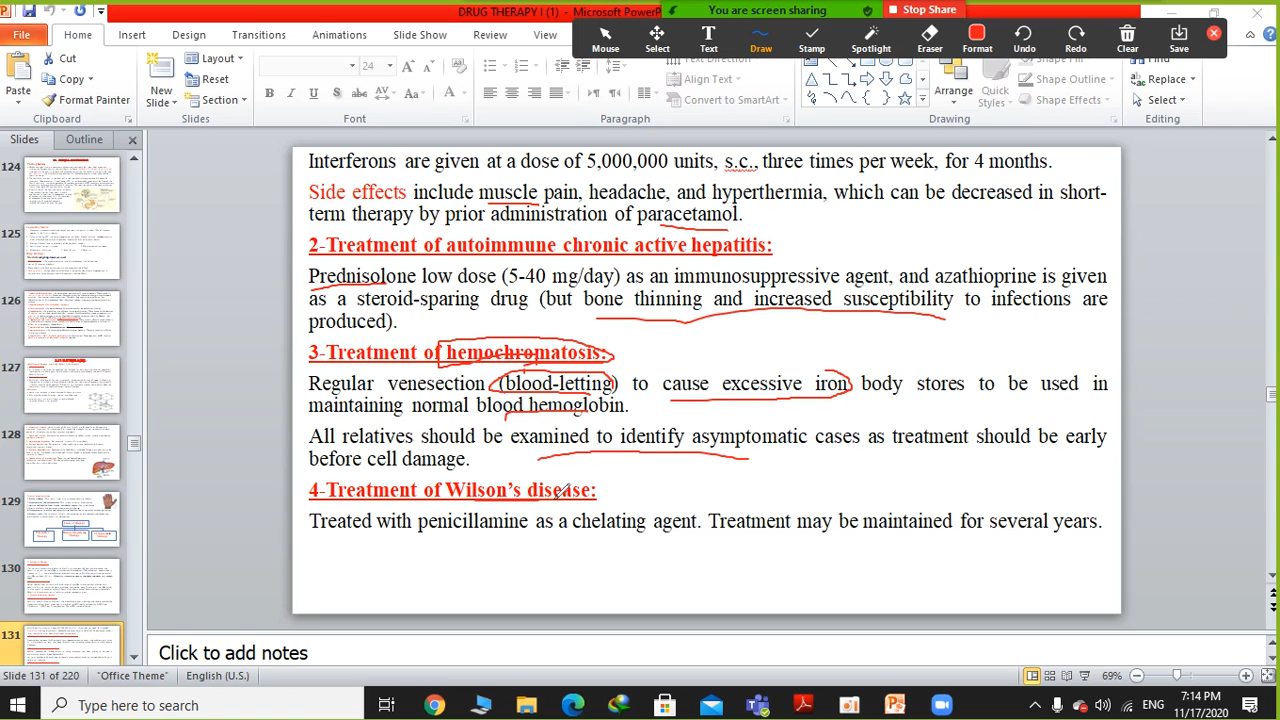 DRUG THERAPY I (1) - Microsoft PowerP
You are screen sharing
Stop Share
File
Home
Insert
Design
Transitions
Animations
Slide Show
Review
View
Mouse
Select
Text
Draw
Stamp
Spotlight
Eraser
Format
Undo
Redo
Clear
Save
Paste
Cut
Copy
Format Painter
New
Slide
Layout
Reset
Section
24
Text Direction
Align Text
Convert to SmartArt
Arrange
Quick
Styles
Shape Fill
Shape Outline
Shape Effects
Replace
Select
Clipboard
Slides
Font
Paragraph
Drawing
Editing
Slides
Outline
124
125
126
127
128
129
130
131
Interferons are given at a dose of 5,000,000 units, s.c. three times per week, for 4 months.
Side effects include pain, headache, and hyperthermia, which can be decreased in short-
term therapy by prior administration of paracetamol.
2-Treatment of autoimmune chronic active hepatitis:
Prednisolone low dose (5-40 mg/day) as an immunosuppressive agent, and azathioprine is given
as a steroid-sparing drug (but bone thinning and increased susceptibility to infections are
produced).
3-Treatment of hemochromatosis:
Regular venesection (blood-letting) to cause excessive iron body stores to be used in
maintaining normal blood hemoglobin.
All relatives should be examined to identify asymptomatic cases as treatment should be early
before cell damage.
4-Treatment of Wilson's disease:
Treated with penicillamine as a chelating agent. Treatment may be maintained for several years.
Click to add notes
Slide 131 of 220
"Office Theme"
English (U.S.)
69%
Type here to search
ENG
7:14 PM
11/17/2020